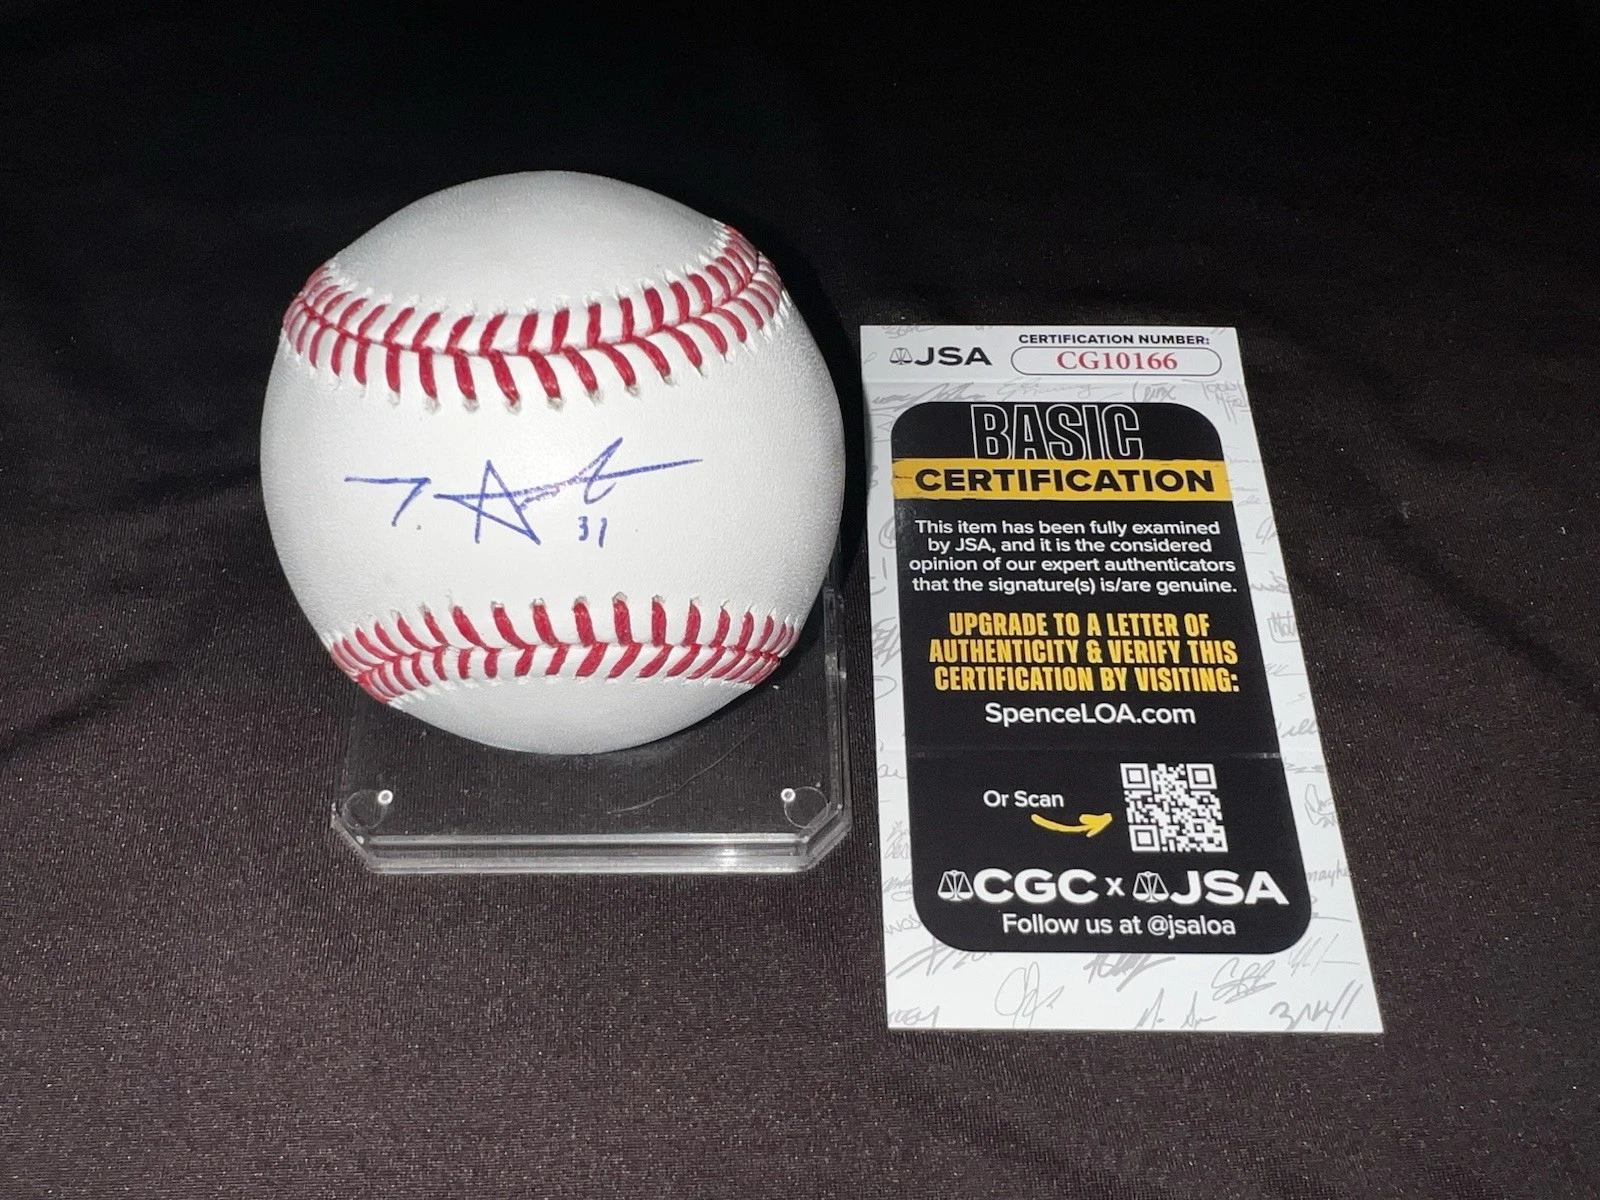 31
JSA
CERTIFICATION NUMBER:
CG10166
BASIC
CERTIFICATION
This item has been fully examined
by JSA, and it is the considered
opinion of our expert authenticators
that the signature(s) is/are genuine.
UPGRADE TO A LETTER OF
AUTHENTICITY & VERIFY THIS
CERTIFICATION BY VISITING:
SpenceLOA.com
Or Scan
CGC x JSA
Follow us at @jsaloa